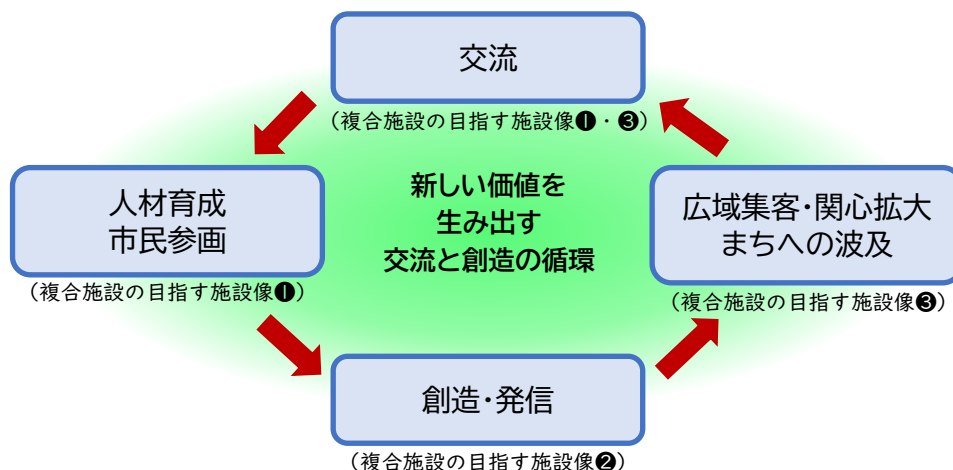 交流
(複合施設の目指す施設像❶・❸)
人材育成
市民参画
(複合施設の目指す施設像❶)
新しい価値を
生み出す
交流と創造の循環
広域集客・関心拡大
まちへの波及
(複合施設の目指す施設像❸)
創造・発信
(複合施設の目指す施設像❷)